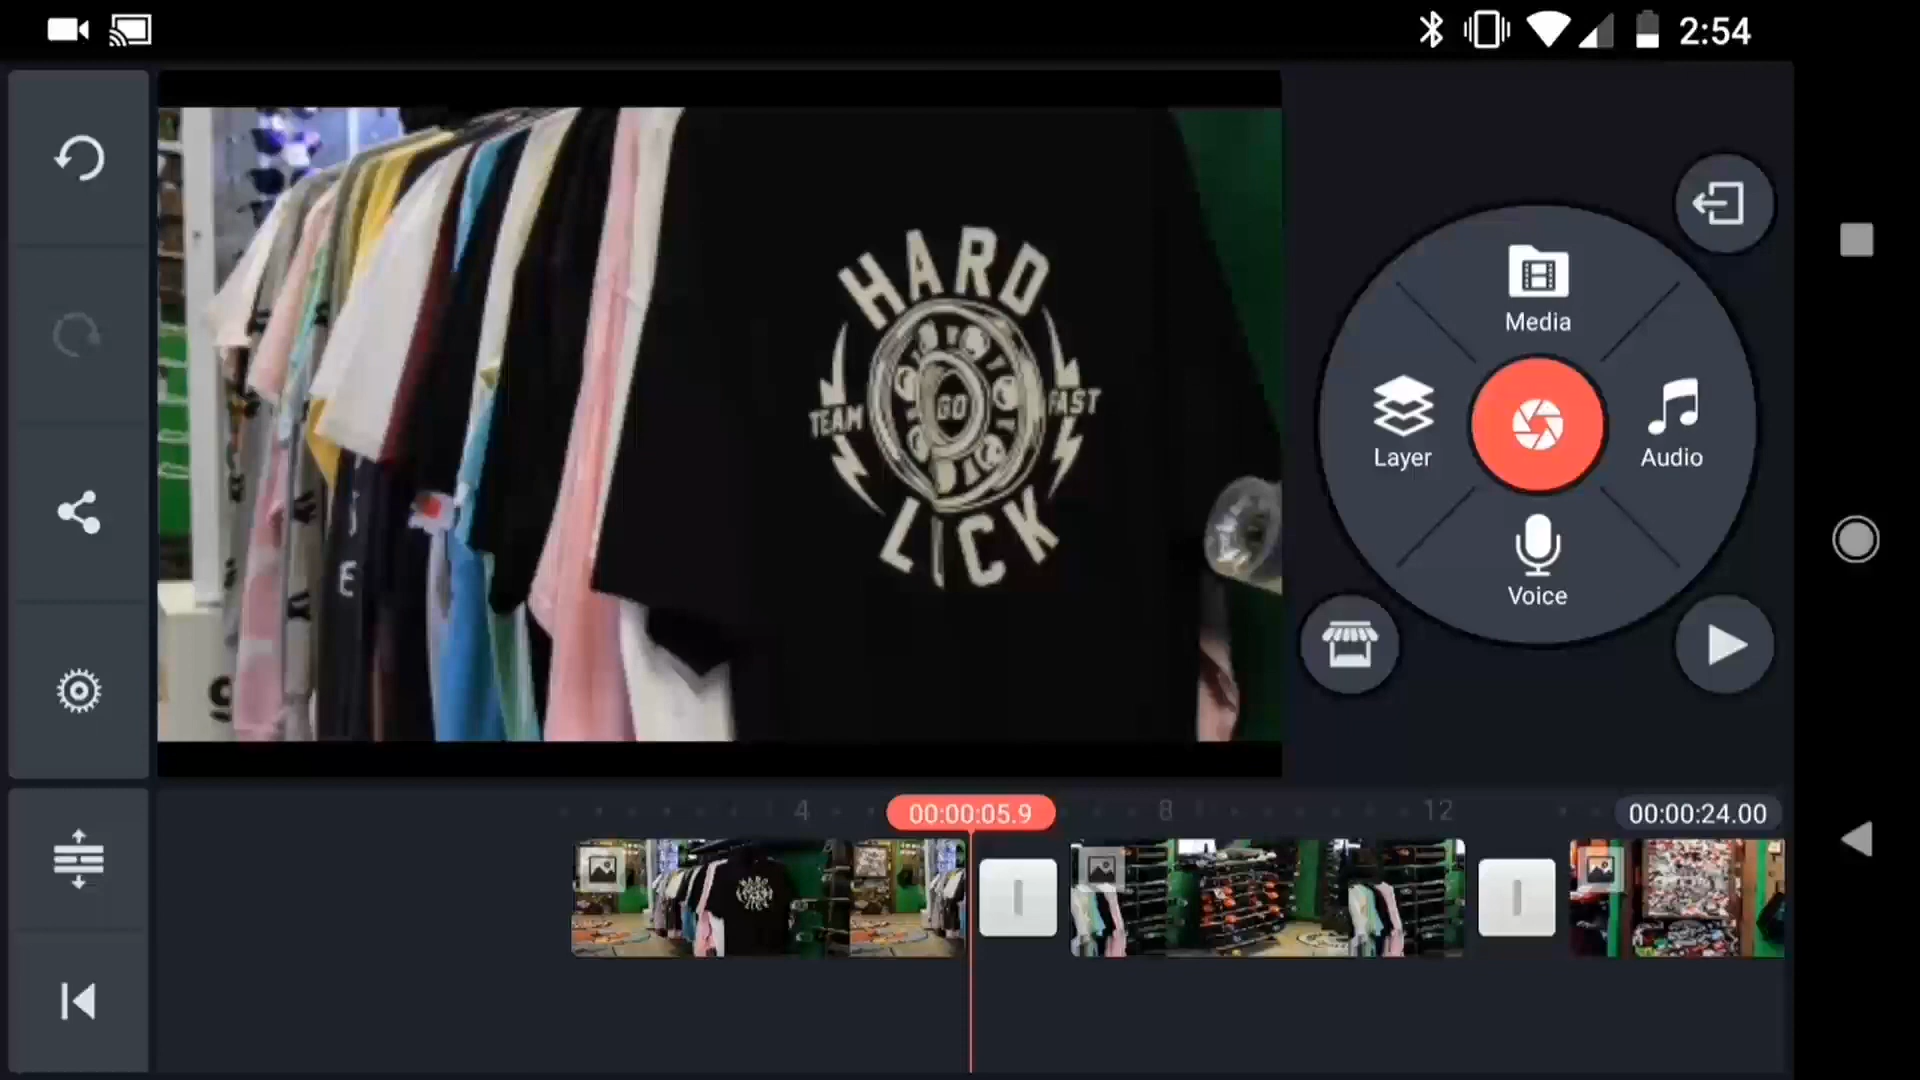 2:54
HARD
TEAM GO FAST
LICK
E
Media
Layer
Audio
Voice
4
00:00:05.9
8
12
00:00:24.00